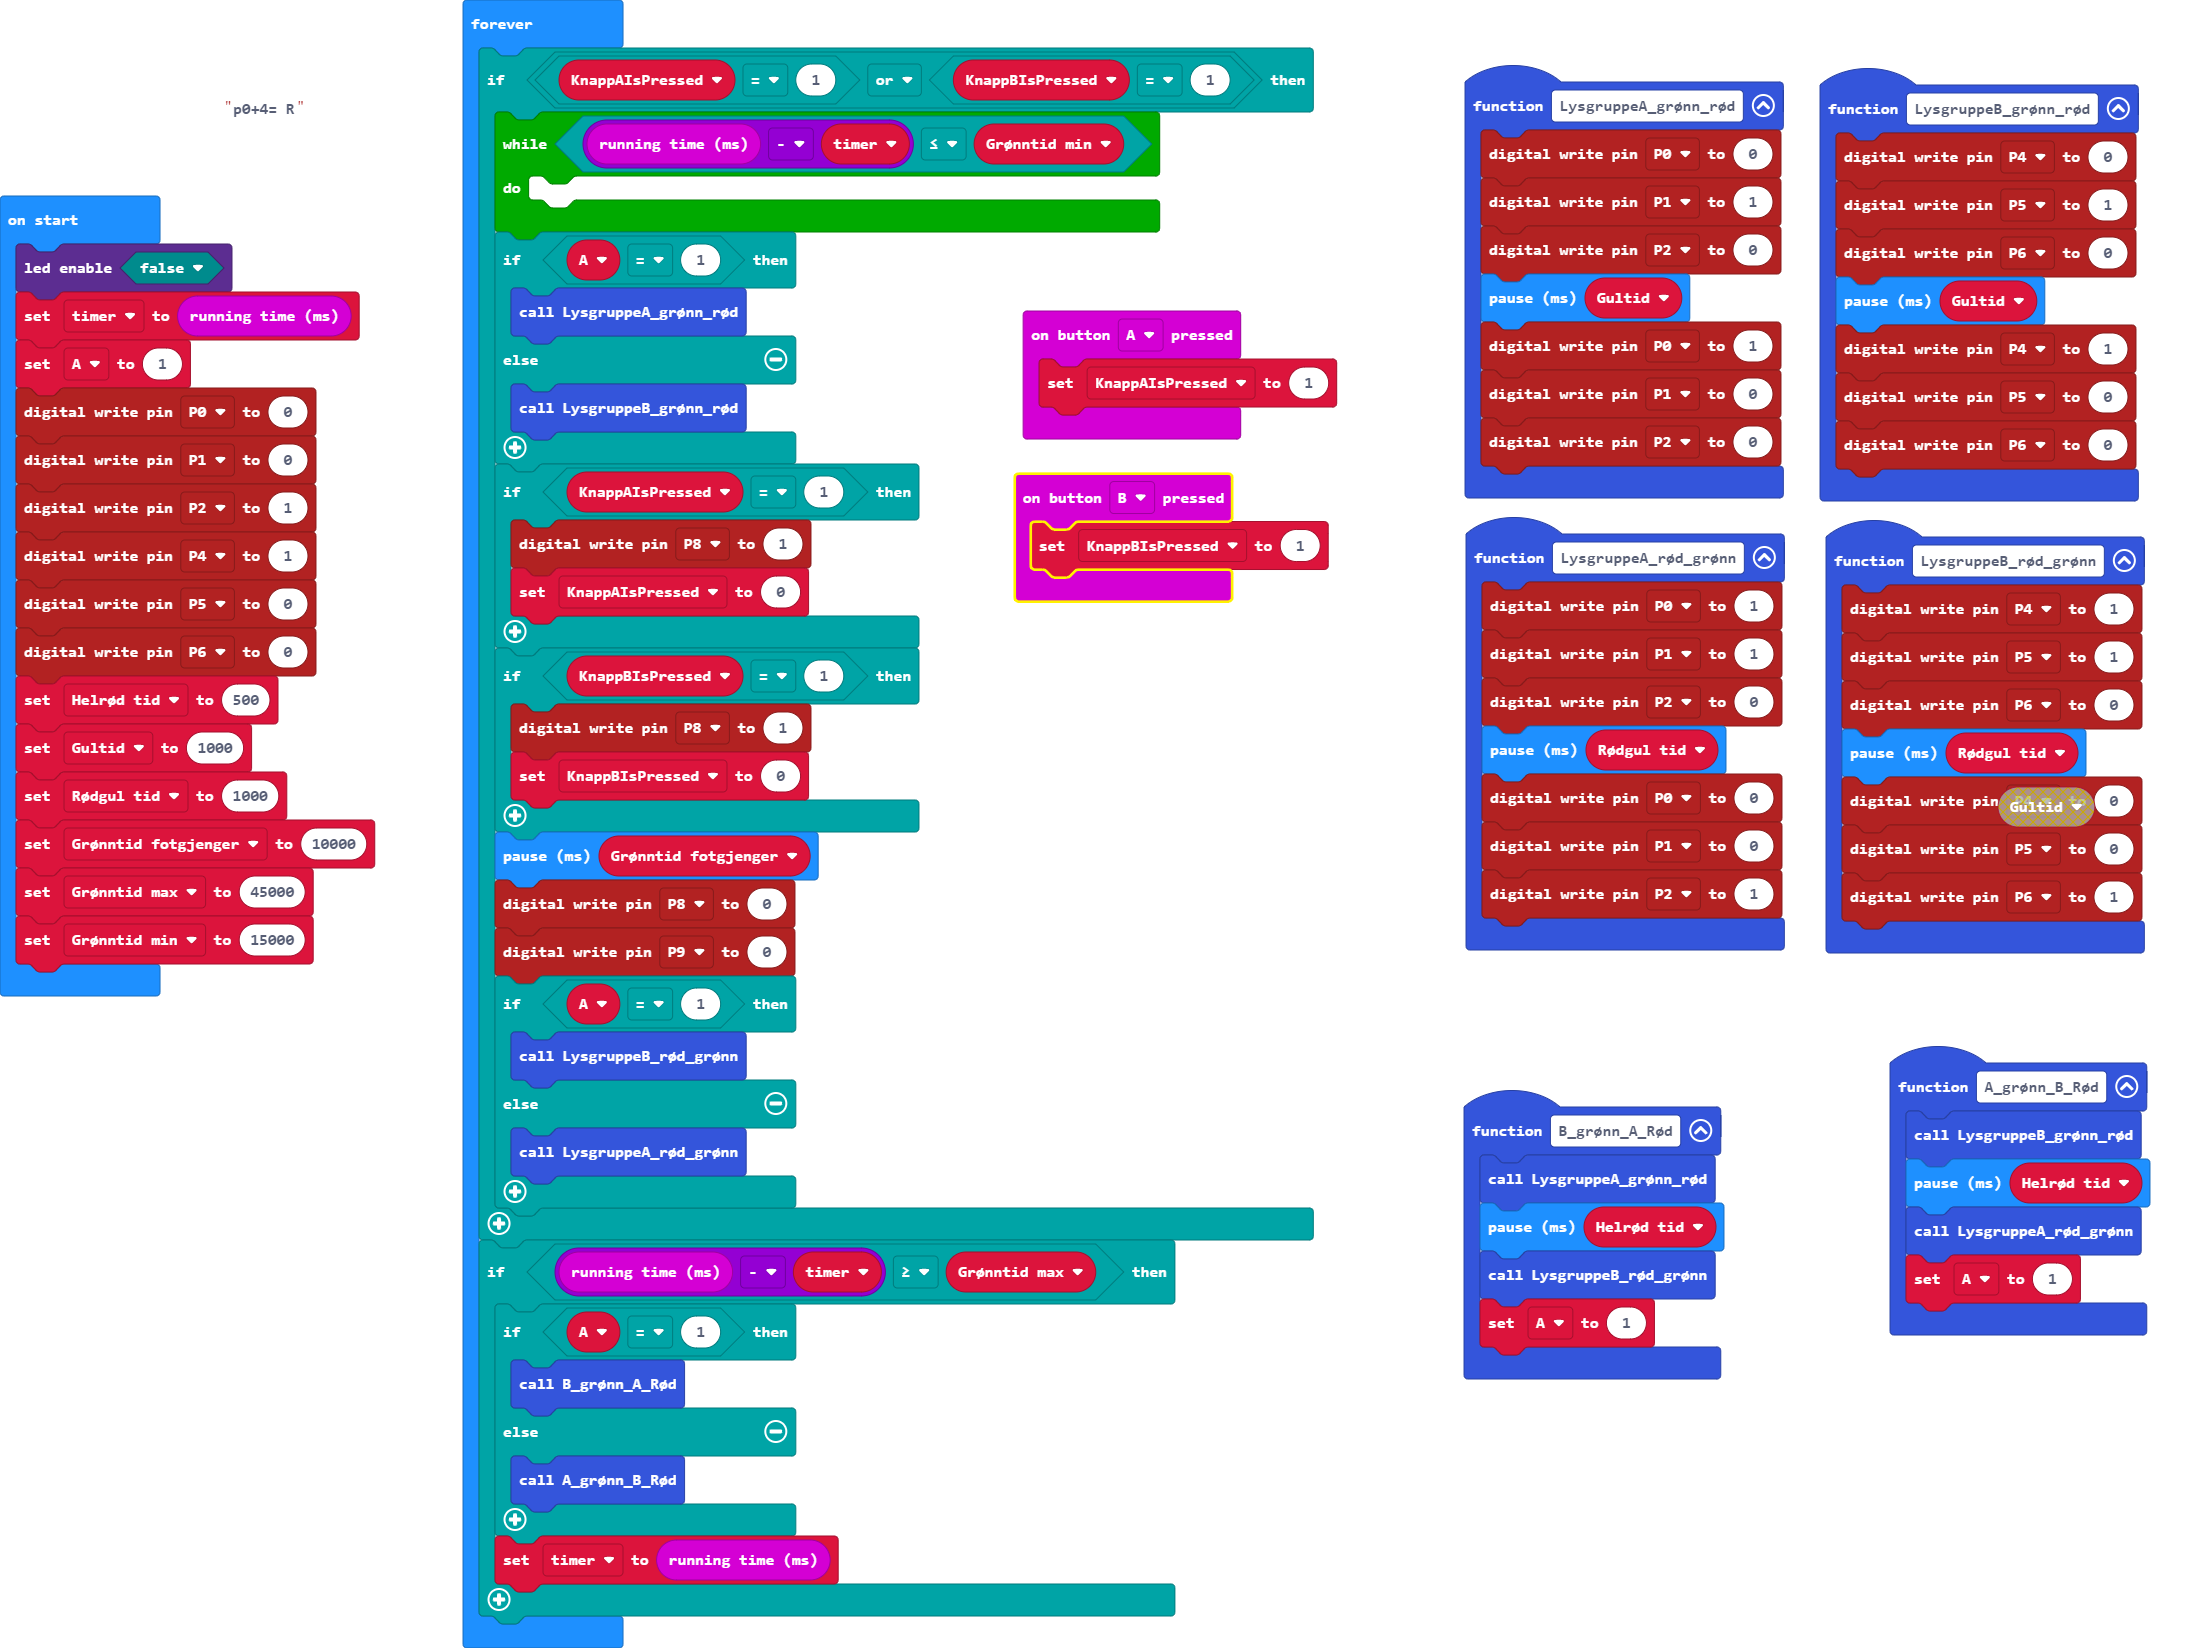 "p0+4= R"
on start
led enable false
set timer to running time (ms)
set A to 1
digital write pin P0 to 0
digital write pin P1 to 0
digital write pin P2 to 1
digital write pin P4 to 1
digital write pin P5 to 0
digital write pin P6 to 0
set Helrød tid to 500
set Gultid to 1000
set Rødgul tid to 1000
set Grønntid fotgjenger to 10000
set Grønntid max to 45000
set Grønntid min to 15000
forever
if KnappAIsPressed = 1 or KnappBIsPressed = 1 then
while running time (ms) - timer ≤ Grønntid min
do
if A = 1 then
call LysgruppeA_grønn_rød
else
call LysgruppeB_grønn_rød
if KnappAIsPressed = 1 then
digital write pin P8 to 1
set KnappAIsPressed to 0
if KnappBIsPressed = 1 then
digital write pin P8 to 1
set KnappBIsPressed to 0
pause (ms) Grønntid fotgjenger
digital write pin P8 to 0
digital write pin P9 to 0
if A = 1 then
call LysgruppeB_rød_grønn
else
call LysgruppeA_rød_grønn
if running time (ms) - timer ≥ Grønntid max then
if A = 1 then
call B_grønn_A_Rød
else
call A_grønn_B_Rød
set timer to running time (ms)
on button A pressed
set KnappAIsPressed to 1
on button B pressed
set KnappBIsPressed to 1
function LysgruppeA_grønn_rød
digital write pin P0 to 0
digital write pin P1 to 1
digital write pin P2 to 0
pause (ms) Gultid
digital write pin P0 to 1
digital write pin P1 to 0
digital write pin P2 to 0
function LysgruppeB_grønn_rød
digital write pin P4 to 0
digital write pin P5 to 1
digital write pin P6 to 0
pause (ms) Gultid
digital write pin P4 to 1
digital write pin P5 to 0
digital write pin P6 to 0
function LysgruppeA_rød_grønn
digital write pin P0 to 1
digital write pin P1 to 1
digital write pin P2 to 0
pause (ms) Rødgul tid
digital write pin P0 to 0
digital write pin P1 to 0
digital write pin P2 to 1
function LysgruppeB_rød_grønn
digital write pin P4 to 1
digital write pin P5 to 1
digital write pin P6 to 0
pause (ms) Rødgul tid
digital write pin Gultid 0
digital write pin P5 to 0
digital write pin P6 to 1
function B_grønn_A_Rød
call LysgruppeA_grønn_rød
pause (ms) Helrød tid
call LysgruppeB_rød_grønn
set A to 1
function A_grønn_B_Rød
call LysgruppeB_grønn_rød
pause (ms) Helrød tid
call LysgruppeA_rød_grønn
set A to 1